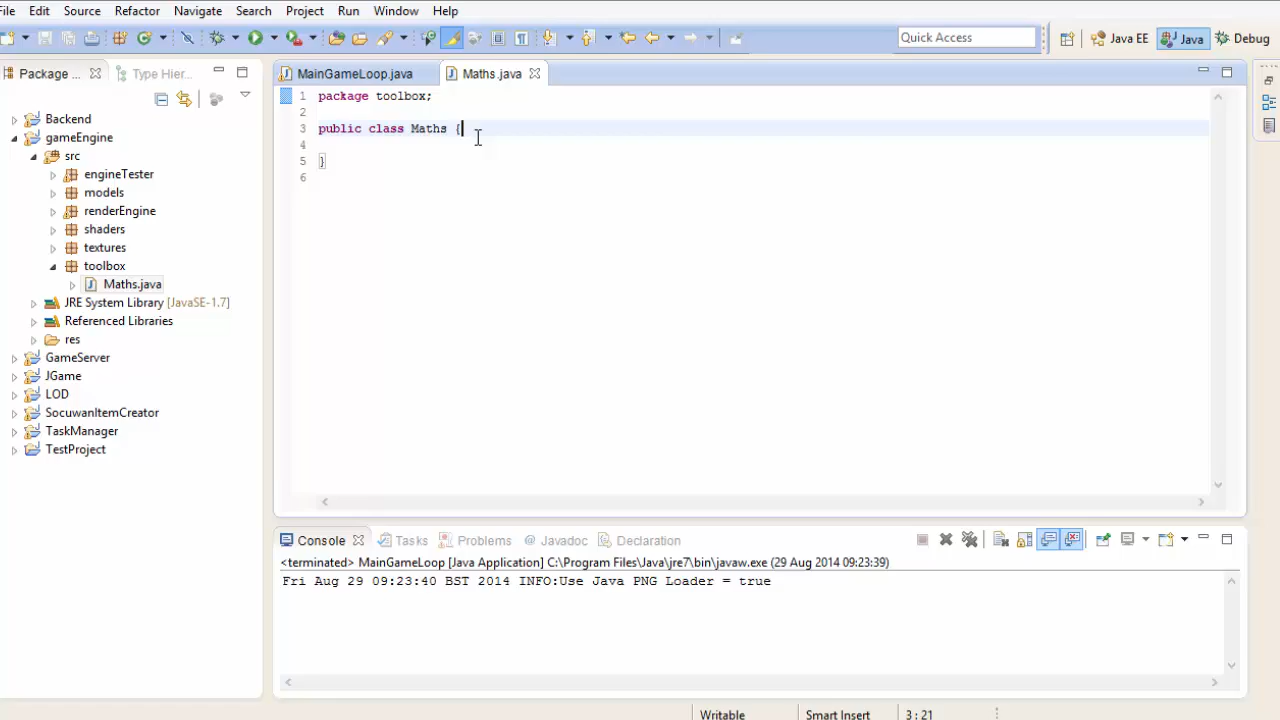 File Edit Source Refactor Navigate Search Project Run Window Help
Quick Access
Java EE
Java
Debug
Package ...
Type Hier...
MainGameLoop.java
Maths.java
Backend
gameEngine
src
engineTester
models
renderEngine
shaders
textures
toolbox
Maths.java
JRE System Library [JavaSE-1.7]
Referenced Libraries
res
GameServer
JGame
LOD
SocuwanItemCreator
TaskManager
TestProject
1 package toolbox;
2
3 public class Maths {
4
5 }
6
Console Tasks Problems @ Javadoc Declaration
<terminated> MainGameLoop [Java Application] C:\Program Files\Java\jre7\bin\javaw.exe (29 Aug 2014 09:23:39)
Fri Aug 29 09:23:40 BST 2014 INFO:Use Java PNG Loader = true
Writable Smart Insert 3 : 21